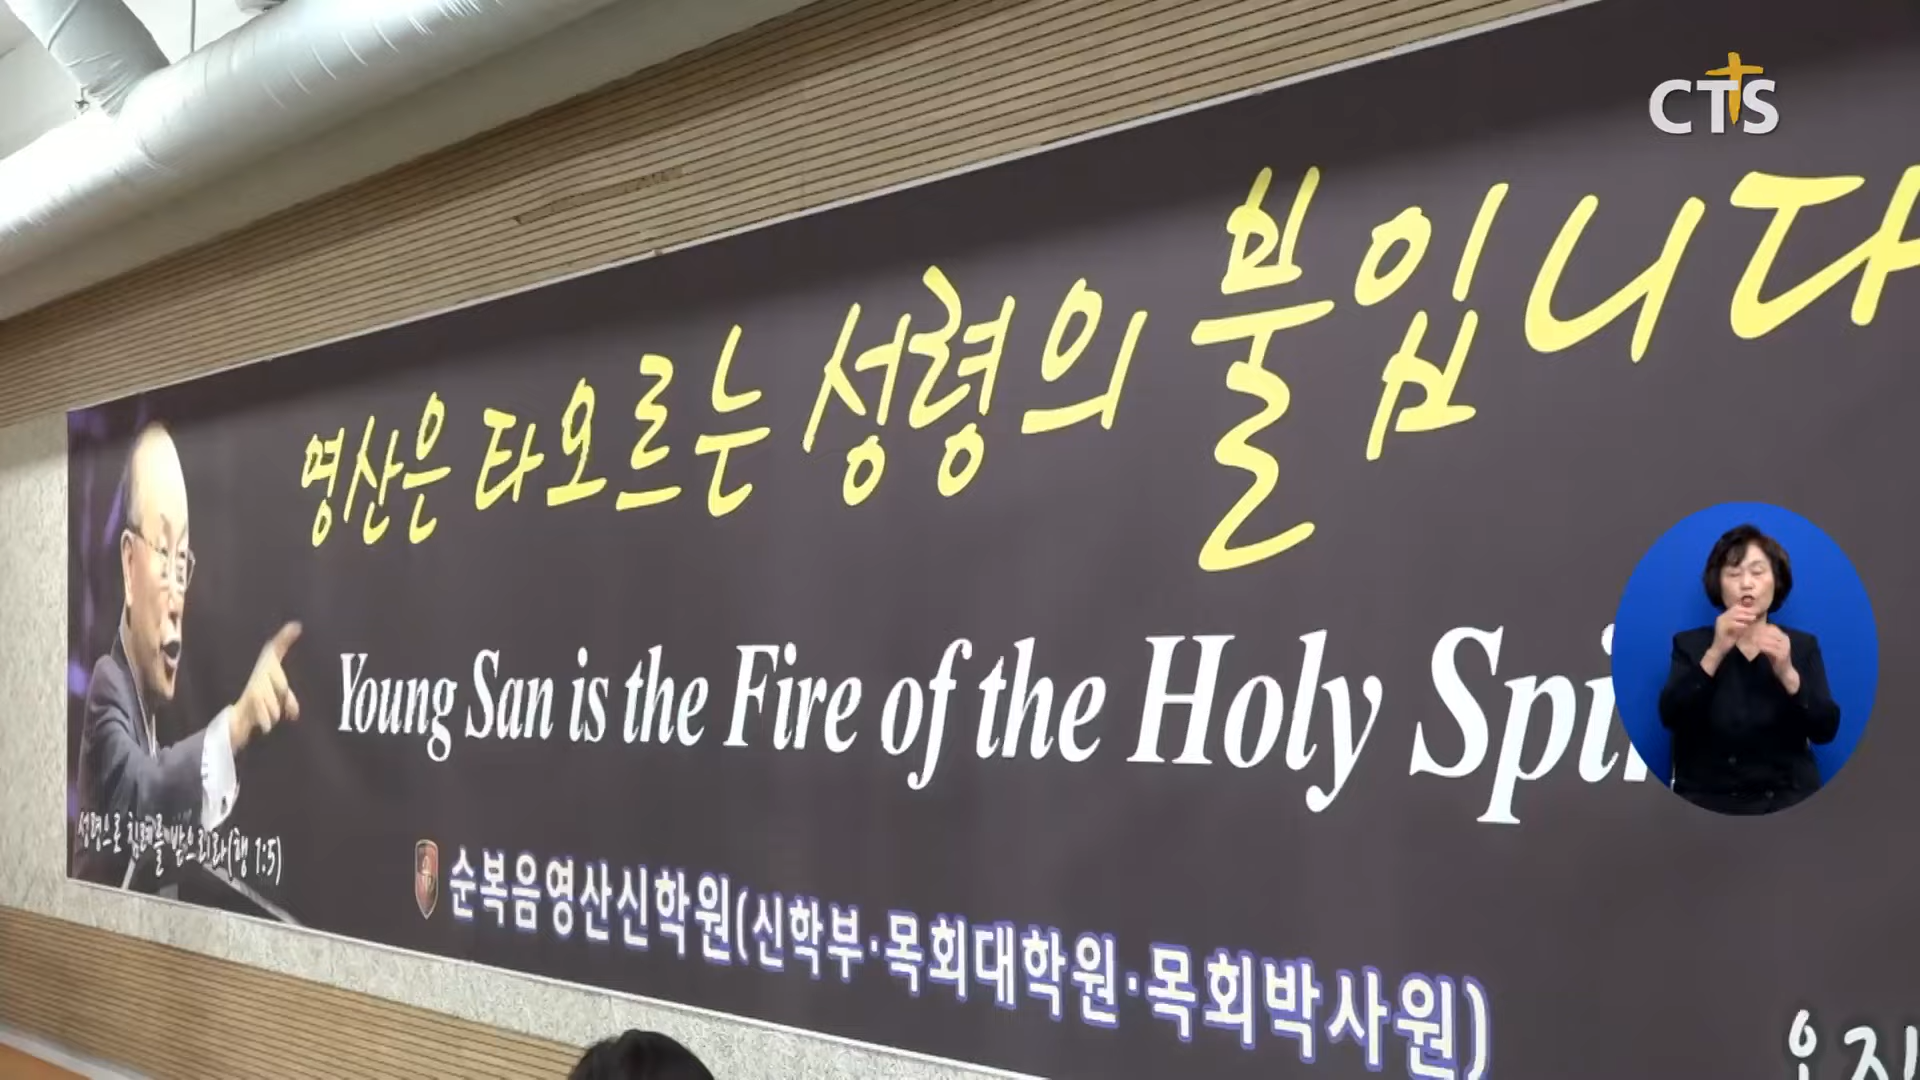 CTS
영산은 타오르는 성령의 불입니다
Young San is the Fire of the Holy
성령으로 침례를 받으리라(행 1:5)
순복음영산신학원(신학부·목회대학원·목회박사원)